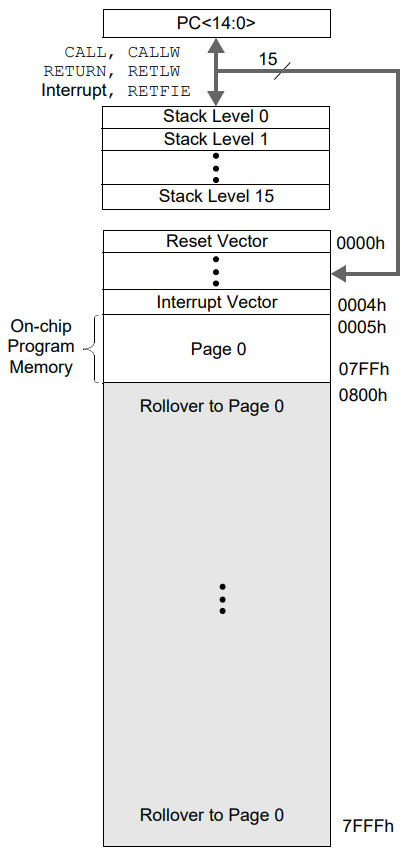 PC<14:0>
CALL, CALLW
RETURN, RETLW
Interrupt, RETFIE
15
Stack Level 0
Stack Level 1
Stack Level 15
Reset Vector
0000h
Interrupt Vector
0004h
On-chip
Program
Memory
0005h
Page 0
07FFh
0800h
Rollover to Page 0
Rollover to Page 0
7FFFh